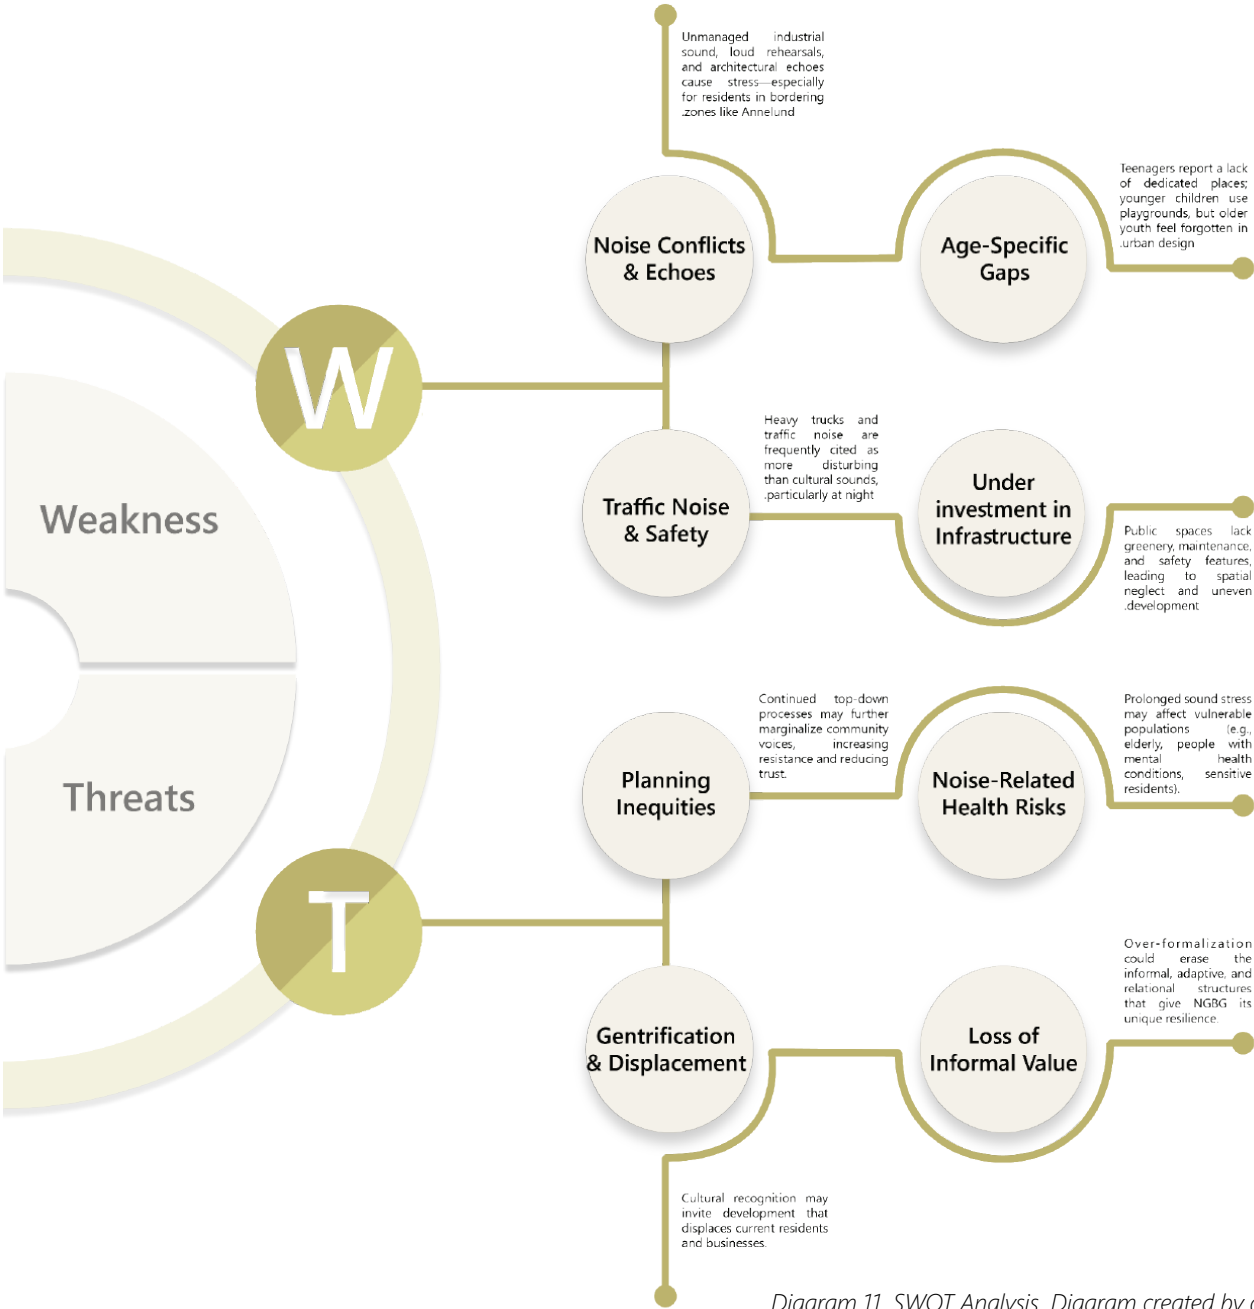 Unmanaged industrial
sound, loud rehearsals,
and architectural echoes
cause stress—especially
for residents in bordering
.zones like Annelund
Noise Conflicts
& Echoes
Age-Specific
Gaps
Teenagers report a lack
of dedicated places;
younger children use
playgrounds, but older
youth feel forgotten in
.urban design
W
Weakness
Traffic Noise
& Safety
Heavy trucks and
traffic noise are
frequently cited as
more disturbing
than cultural sounds,
.particularly at night
Under
investment in
Infrastructure
Public spaces lack
greenery, maintenance,
and safety features,
leading to spatial
neglect and uneven
.development
Threats
T
Planning
Inequities
Continued top-down
processes may further
marginalize community
voices, increasing
resistance and reducing
trust.
Noise-Related
Health Risks
Prolonged sound stress
may affect vulnerable
populations (e.g.,
elderly, people with
mental health
conditions, sensitive
residents).
Gentrification
& Displacement
Cultural recognition may
invite development that
displaces current residents
and businesses.
Loss of
Informal Value
Over-formalization
could erase the
informal, adaptive, and
relational structures
that give NGBG its
unique resilience.
Diagram 11. SWOT Analysis. Diagram created by